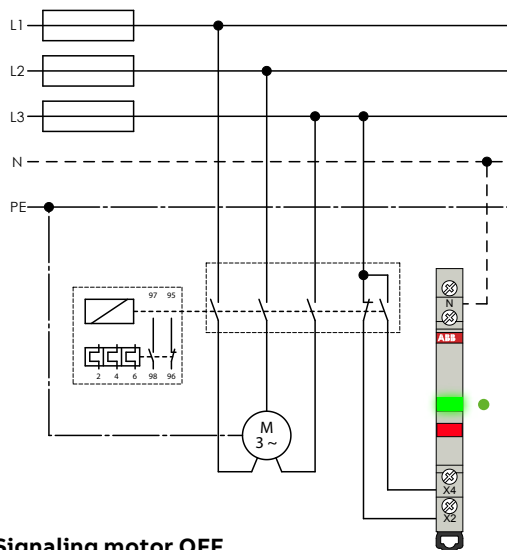 L1
L2
L3
N
PE
97 95
N
ABB
2 4 6 98 96
M
3 ~
X4
X2
Signaling motor OFF